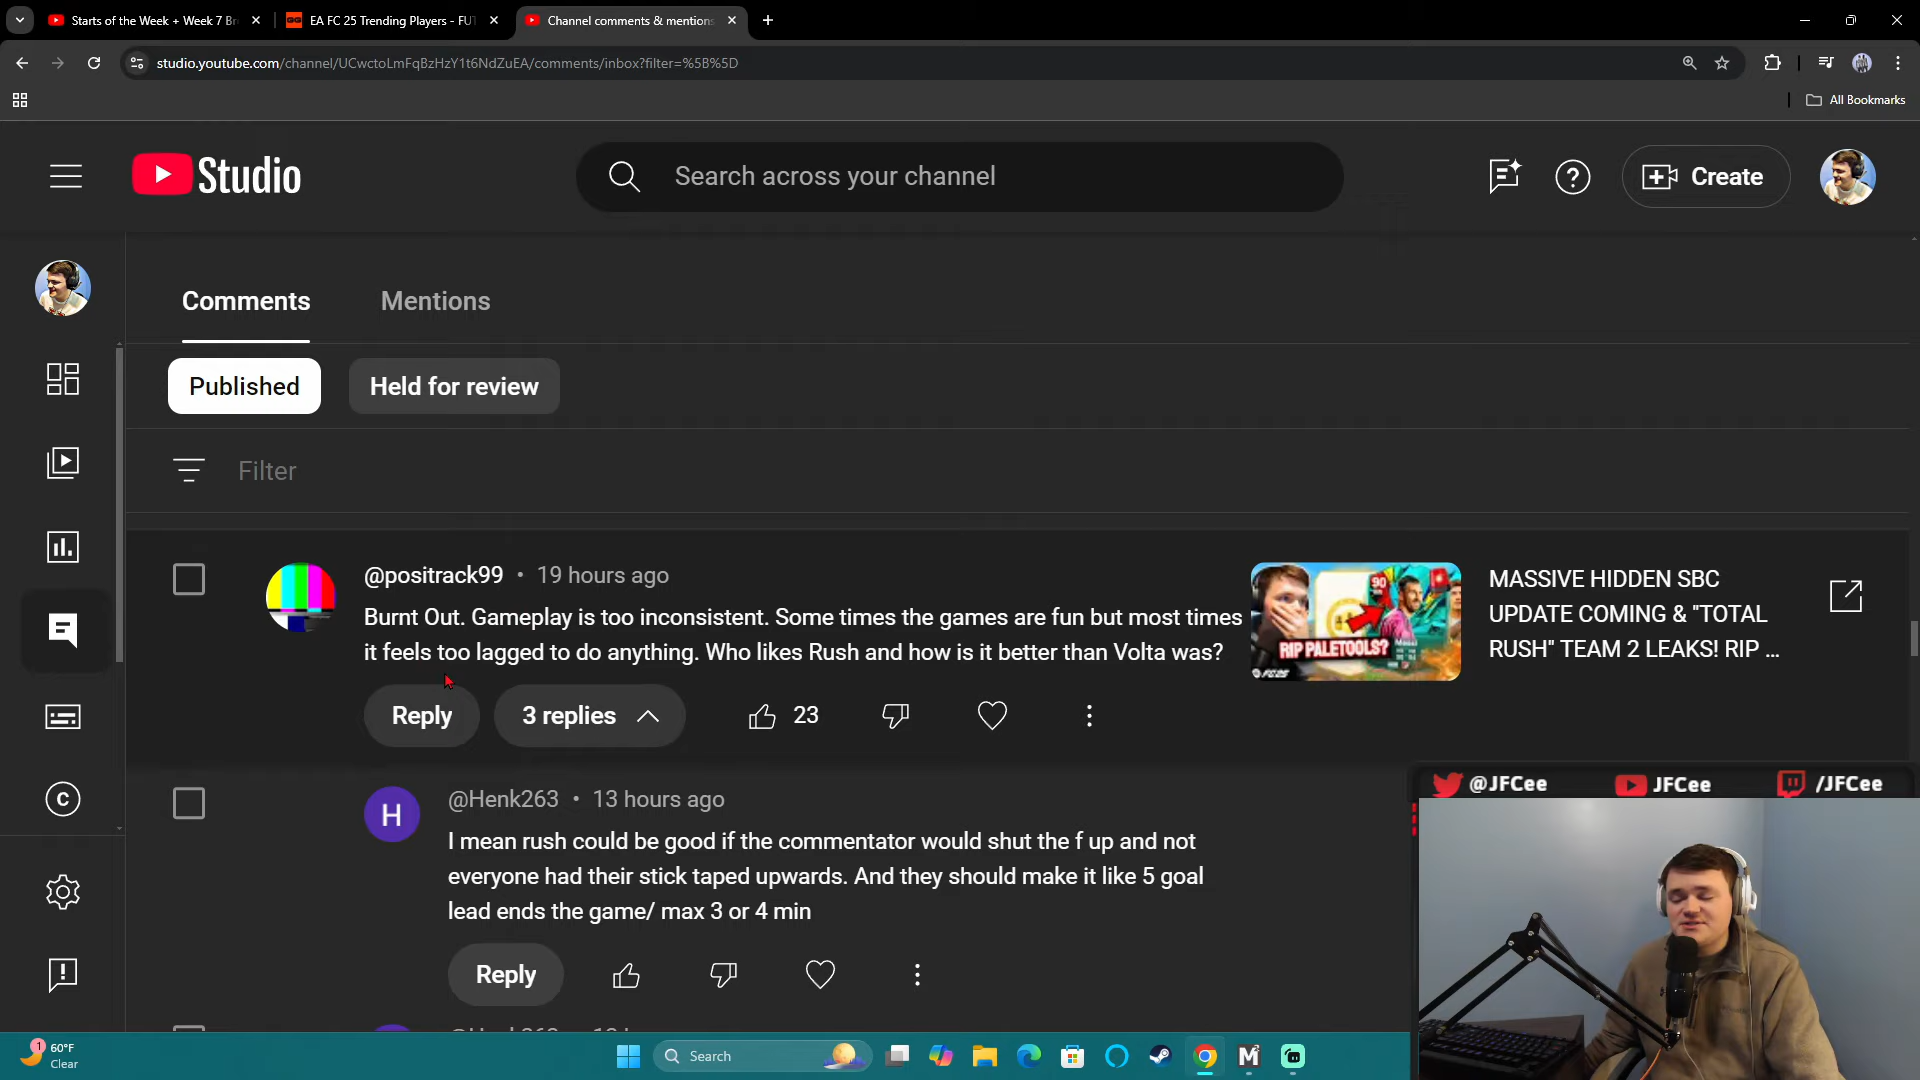 Starts of the Week + Week 7 Br
EA FC 25 Trending Players - FUT
Channel comments & mentions
studio.youtube.com/channel/UCwctoLmFqBzHzY1t6NdZuEA/comments/inbox?filter=%5B%5D
All Bookmarks
Studio
Search across your channel
Create
Comments
Mentions
Published
Held for review
Filter
@positrack99 • 19 hours ago
Burnt Out. Gameplay is too inconsistent. Some times the games are fun but most times
it feels too lagged to do anything. Who likes Rush and how is it better than Volta was?
Reply
3 replies
23
90
RIP PALETOOLS?
FC 25
MASSIVE HIDDEN SBC
UPDATE COMING & "TOTAL
RUSH" TEAM 2 LEAKS! RIP ...
H
@Henk263 • 13 hours ago
I mean rush could be good if the commentator would shut the f up and not
everyone had their stick taped upwards. And they should make it like 5 goal
lead ends the game/ max 3 or 4 min
Reply
@JFCee
JFCee
/JFCee
1
60°F
Clear
Search